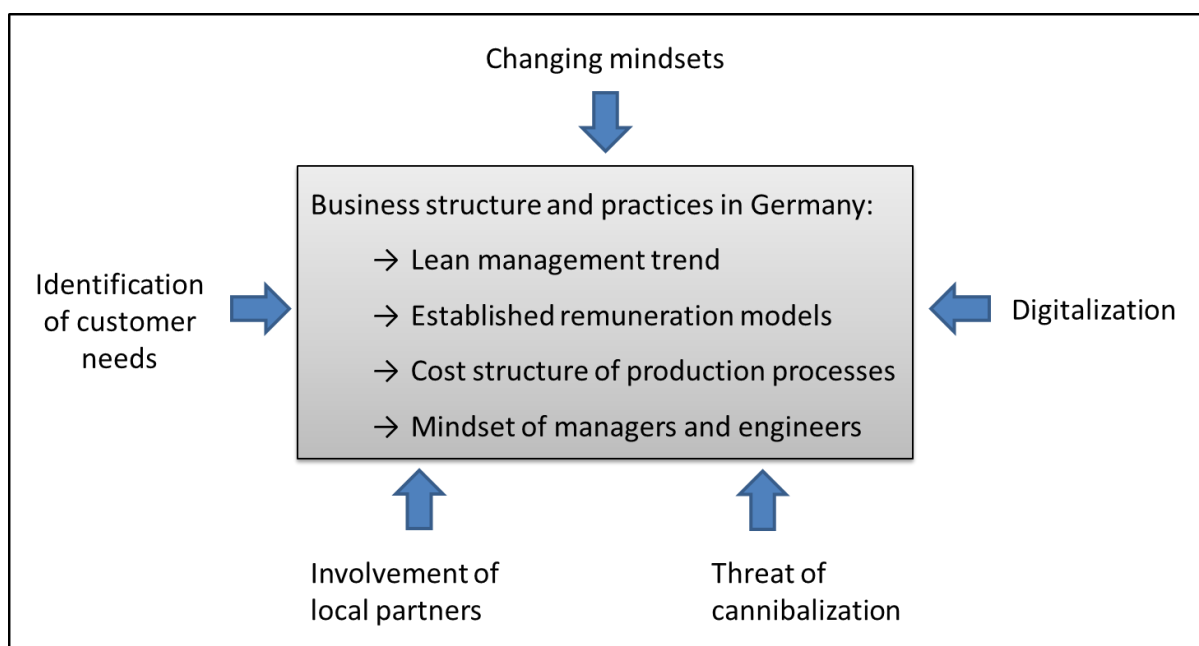 Changing mindsets
Business structure and practices in Germany:
→ Lean management trend
→ Established remuneration models
→ Cost structure of production processes
→ Mindset of managers and engineers
Identification
of customer
needs
Digitalization
Involvement of
local partners
Threat of
cannibalization